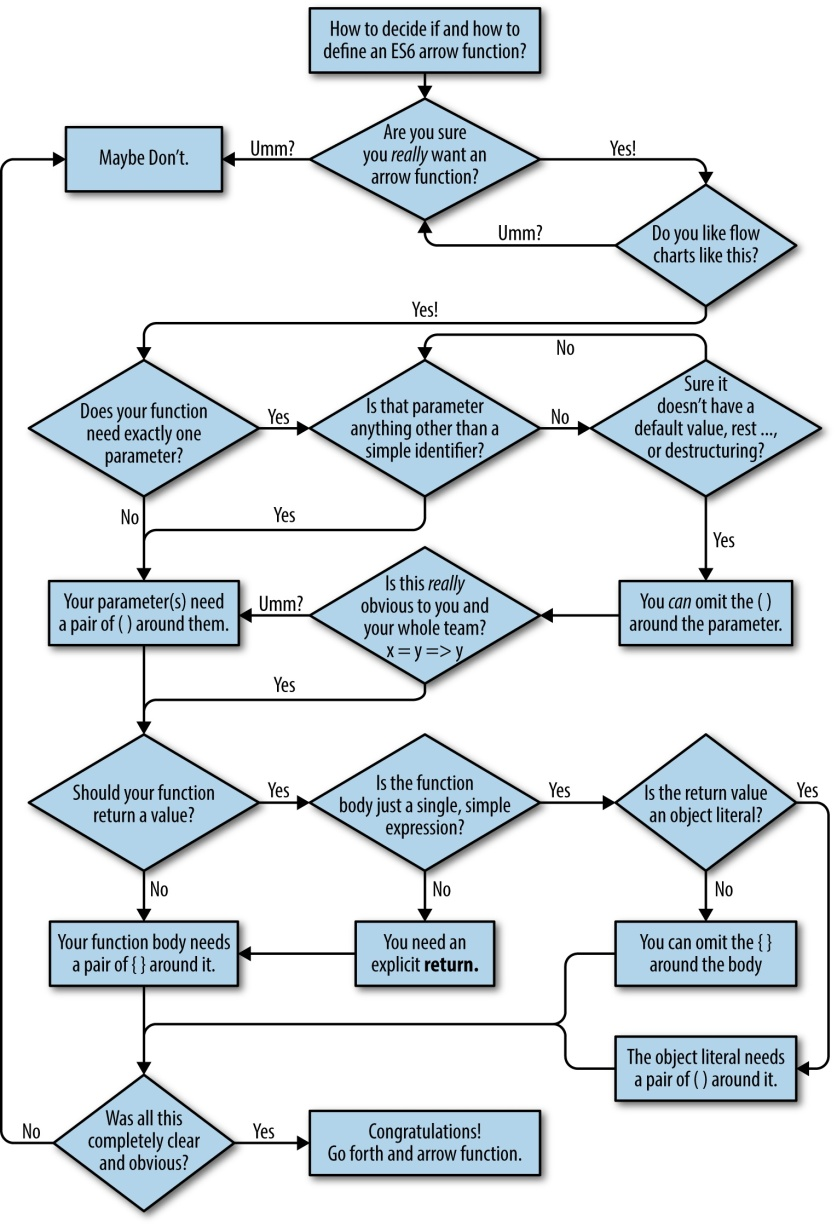 How to decide if and how to
define an ES6 arrow function?
Are you sure
you really want an
arrow function?
Umm?
Maybe Don't.
Yes!
Do you like flow
charts like this?
Umm?
Yes!
Does your function
need exactly one
parameter?
Yes
Is that parameter
anything other than a
simple identifier?
No
Sure it
doesn't have a
default value, rest ...,
or destructuring?
No
No
Yes
Yes
Your parameter(s) need
a pair of ( ) around them.
Umm?
Is this really
obvious to you and
your whole team?
x = y => y
You can omit the ( )
around the parameter.
Yes
Should your function
return a value?
Yes
Is the function
body just a single, simple
expression?
Yes
Is the return value
an object literal?
Yes
No
No
No
Your function body needs
a pair of { } around it.
You need an
explicit return.
You can omit the { }
around the body
The object literal needs
a pair of ( ) around it.
No
Was all this
completely clear
and obvious?
Yes
Congratulations!
Go forth and arrow function.